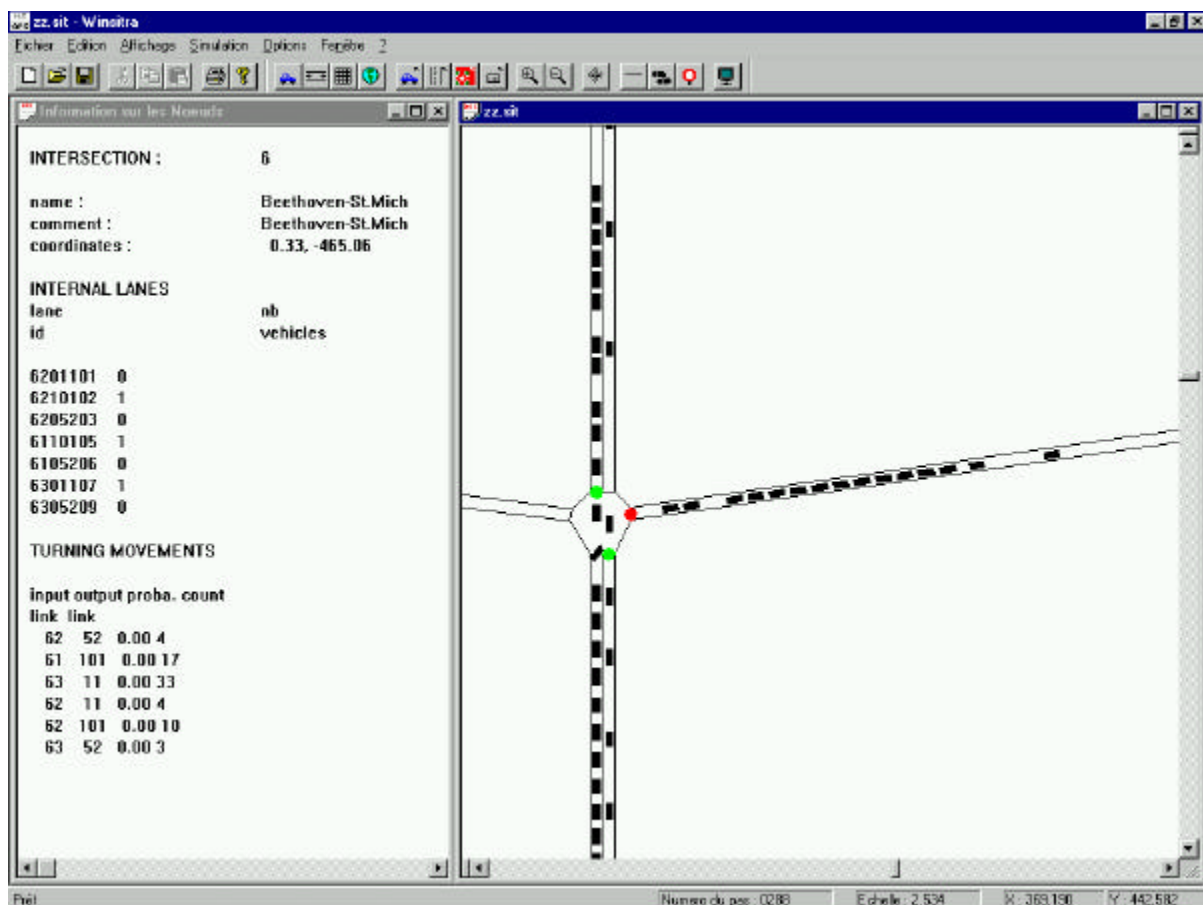 zz.sit - Winsitra
Fichier Edition Affichage Simulation Options Fenêtre ?
Information sur les Noeuds
zz.sit
INTERSECTION : 6
name : Beethoven-St.Mich
comment : Beethoven-St.Mich
coordinates : 0.33, -465.06
INTERNAL LANES
lane nb
id vehicles
6201101 0
6210102 1
6205203 0
6110105 1
6105206 0
6301107 1
6305209 0
TURNING MOVEMENTS
input output proba. count
link link
62 52 0.00 4
61 101 0.00 17
63 11 0.00 33
62 11 0.00 4
62 101 0.00 10
63 52 0.00 3
Prêt Numero du pas : 0288 Echelle : 2.534 X : 369.190 Y : 442.582